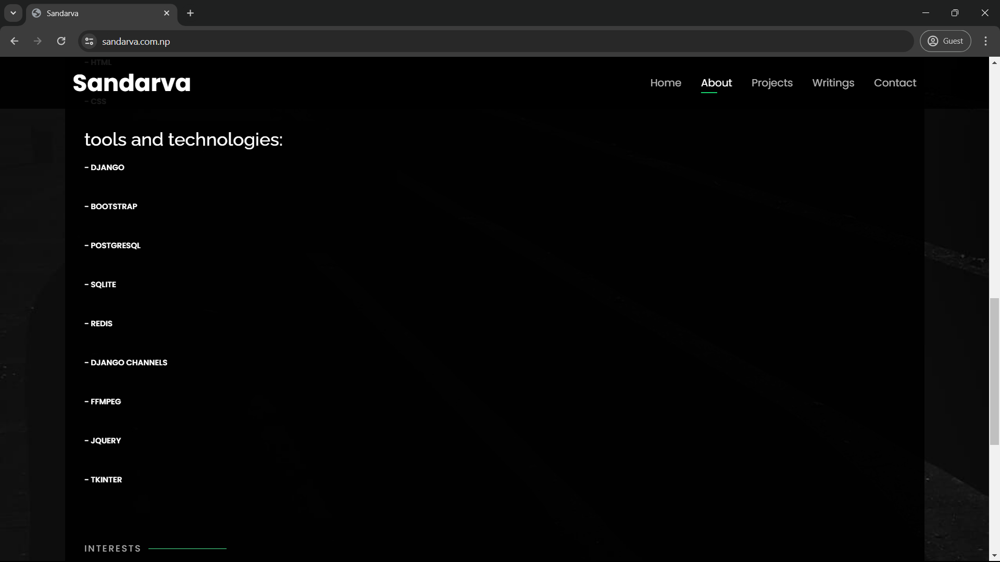 Sandarva
sandarva.com.np
Guest
- HTML
Sandarva
Home
About
Projects
Writings
Contact
- CSS
tools and technologies:
- DJANGO
- BOOTSTRAP
- POSTGRESQL
- SQLITE
- REDIS
- DJANGO CHANNELS
- FFMPEG
- JQUERY
- TKINTER
INTERESTS